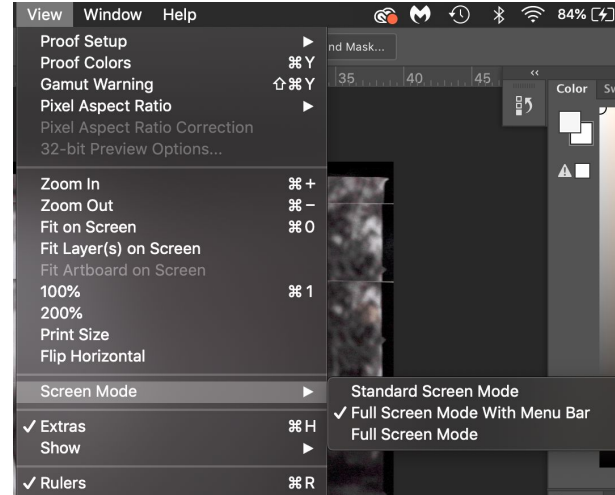 View Window Help 84%
Proof Setup
Proof Colors ⌘Y
Gamut Warning ⇧⌘Y
Pixel Aspect Ratio
Pixel Aspect Ratio Correction
32-bit Preview Options...
Zoom In ⌘+
Zoom Out ⌘−
Fit on Screen ⌘0
Fit Layer(s) on Screen
Fit Artboard on Screen
100% ⌘1
200%
Print Size
Flip Horizontal
Screen Mode
✓ Extras ⌘H
Show
✓ Rulers ⌘R
nd Mask...
35 40 45
Color Sw
Standard Screen Mode
✓ Full Screen Mode With Menu Bar
Full Screen Mode